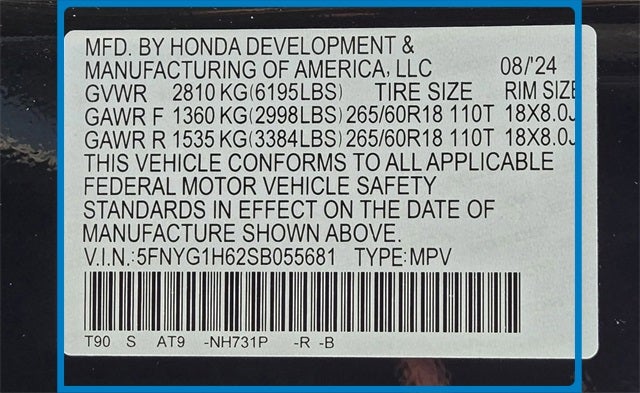 MFD. BY HONDA DEVELOPMENT &
MANUFACTURING OF AMERICA, LLC 08/'24
GVWR 2810 KG(6195LBS) TIRE SIZE RIM SIZE
GAWR F 1360 KG(2998LBS) 265/60R18 110T 18X8.0J
GAWR R 1535 KG(3384LBS) 265/60R18 110T 18X8.0J
THIS VEHICLE CONFORMS TO ALL APPLICABLE
FEDERAL MOTOR VEHICLE SAFETY
STANDARDS IN EFFECT ON THE DATE OF
MANUFACTURE SHOWN ABOVE.
V.I.N.:5FNYG1H62SB055681 TYPE:MPV
T90 S AT9 -NH731P -R -B